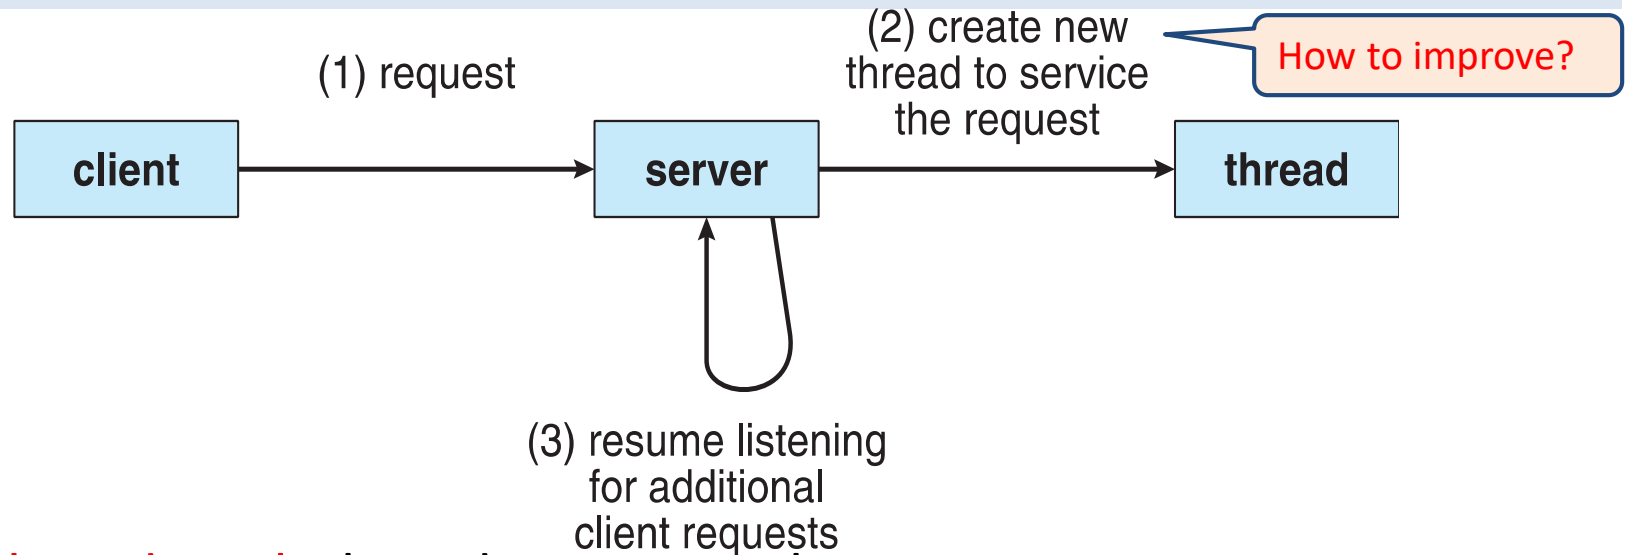 (1) request
(2) create new
thread to service
the request
How to improve?
client
server
thread
(3) resume listening
for additional
client requests